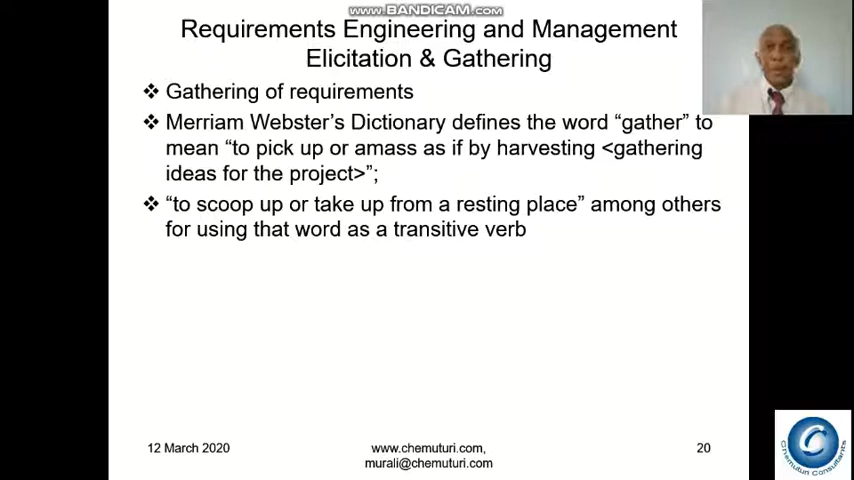 www.BANDICAM.com
Requirements Engineering and Management
Elicitation & Gathering
❖ Gathering of requirements
❖ Merriam Webster’s Dictionary defines the word “gather” to
mean “to pick up or amass as if by harvesting <gathering
ideas for the project>”;
❖ “to scoop up or take up from a resting place” among others
for using that word as a transitive verb
12 March 2020
www.chemuturi.com,
murali@chemuturi.com
20
Chemuturi Consultants